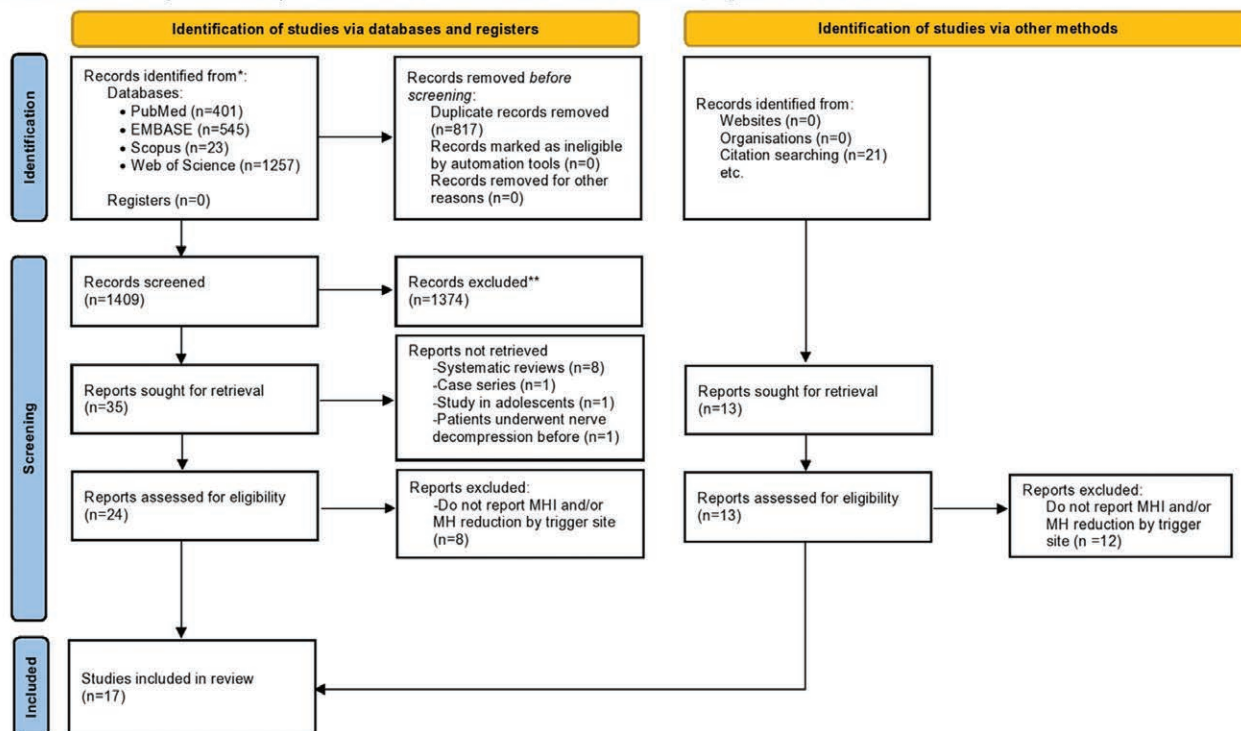 Identification of studies via databases and registers
Identification of studies via other methods
Identification
Records identified from*:
Databases:
• PubMed (n=401)
• EMBASE (n=545)
• Scopus (n=23)
• Web of Science (n=1257)
Registers (n=0)
Records removed before
screening:
Duplicate records removed
(n=817)
Records marked as ineligible
by automation tools (n=0)
Records removed for other
reasons (n=0)
Records identified from:
Websites (n=0)
Organisations (n=0)
Citation searching (n=21)
etc.
Screening
Records screened
(n=1409)
Records excluded**
(n=1374)
Reports sought for retrieval
(n=35)
Reports not retrieved
-Systematic reviews (n=8)
-Case series (n=1)
-Study in adolescents (n=1)
-Patients underwent nerve
decompression before (n=1)
Reports sought for retrieval
(n=13)
Reports assessed for eligibility
(n=24)
Reports excluded:
-Do not report MHI and/or
MH reduction by trigger site
(n=8)
Reports assessed for eligibility
(n=13)
Reports excluded:
Do not report MHI and/or
MH reduction by trigger
site (n =12)
Included
Studies included in review
(n=17)